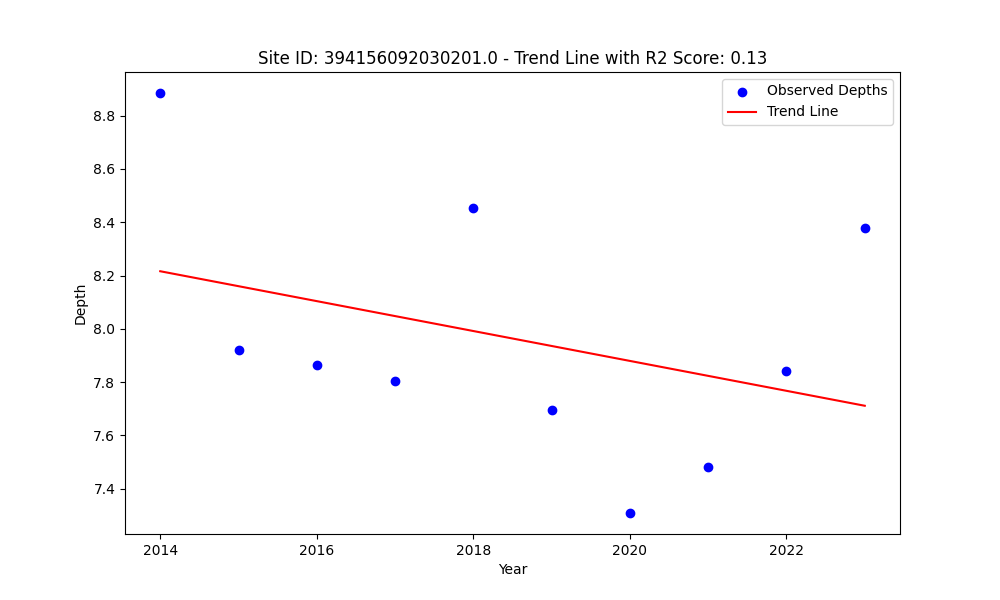 Site ID: 394156092030201.0 - Trend Line with R2 Score: 0.13
Observed Depths
Trend Line
8.8
8.6
8.4
8.2
8.0
7.8
7.6
7.4
Depth
2014
2016
2018
2020
2022
Year